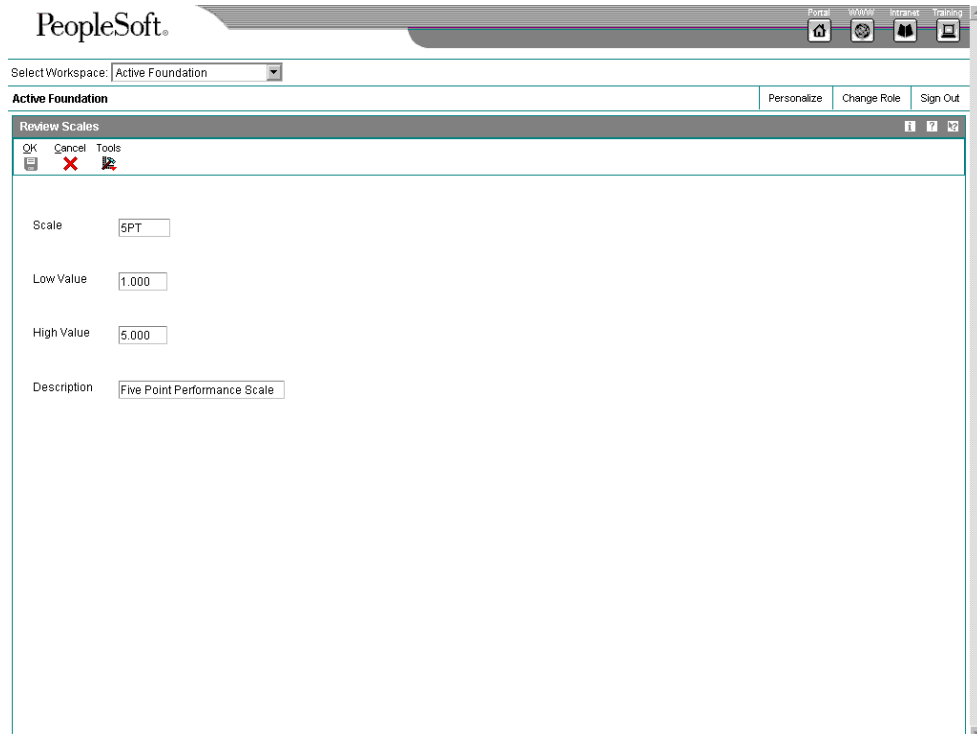 PeopleSoft®
Portal WWW Intranet Training
Select Workspace: Active Foundation
Active Foundation Personalize Change Role Sign Out
Review Scales
OK Cancel Tools
Scale 5PT
Low Value 1.000
High Value 5.000
Description Five Point Performance Scale